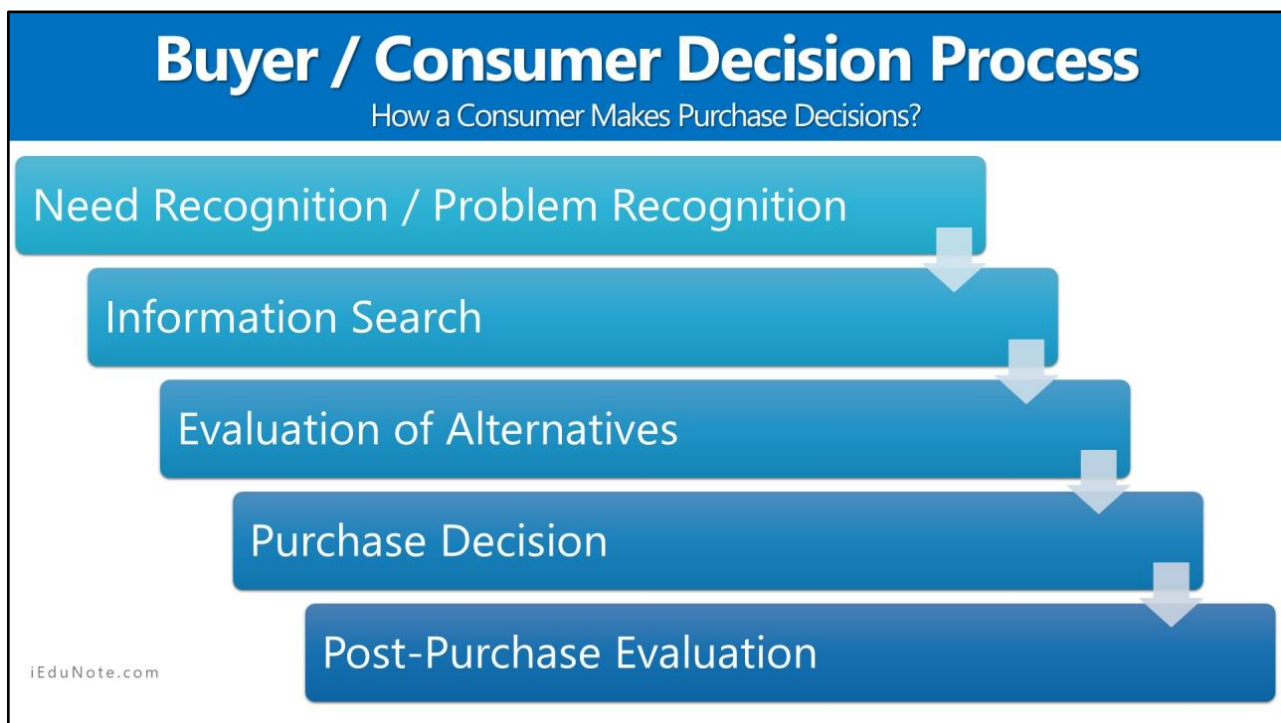 Buyer / Consumer Decision Process
How a Consumer Makes Purchase Decisions?
Need Recognition / Problem Recognition
Information Search
Evaluation of Alternatives
Purchase Decision
Post-Purchase Evaluation
iEduNote.com